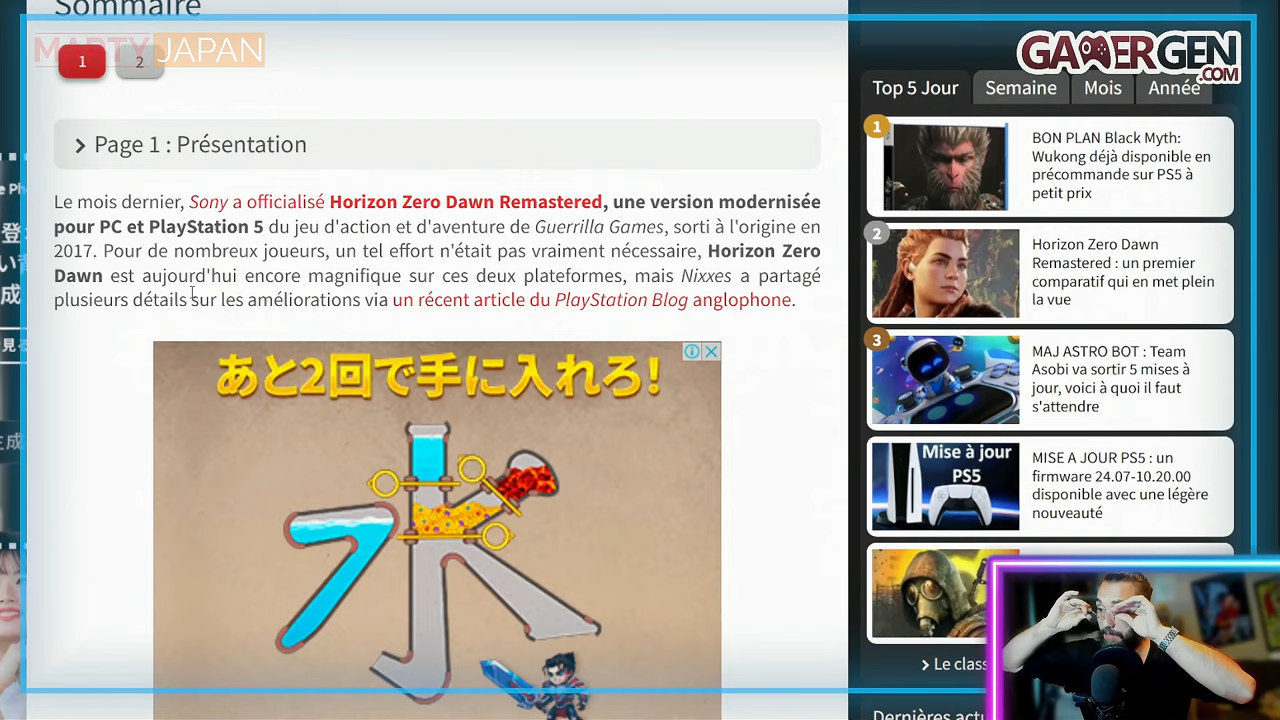 Sommaire
MARTY JAPAN
1
2
GAMERGEN
.COM
Page 1 : Présentation
Le mois dernier, Sony a officialisé Horizon Zero Dawn Remastered, une version modernisée
pour PC et PlayStation 5 du jeu d'action et d'aventure de Guerrilla Games, sorti à l'origine en
2017. Pour de nombreux joueurs, un tel effort n'était pas vraiment nécessaire, Horizon Zero
Dawn est aujourd'hui encore magnifique sur ces deux plateformes, mais Nixxes a partagé
plusieurs détails sur les améliorations via un récent article du PlayStation Blog anglophone.
あと2回で手に入れろ!
Top 5 Jour
Semaine
Mois
Année
1
BON PLAN Black Myth:
Wukong déjà disponible en
précommande sur PS5 à
petit prix
2
Horizon Zero Dawn
Remastered : un premier
comparatif qui en met plein
la vue
3
MAJ ASTRO BOT : Team
Asobi va sortir 5 mises à
jour, voici à quoi il faut
s'attendre
Mise à jour
PS5
MISE A JOUR PS5 : un
firmware 24.07-10.20.00
disponible avec une légère
nouveauté
Le class
Dernières actu